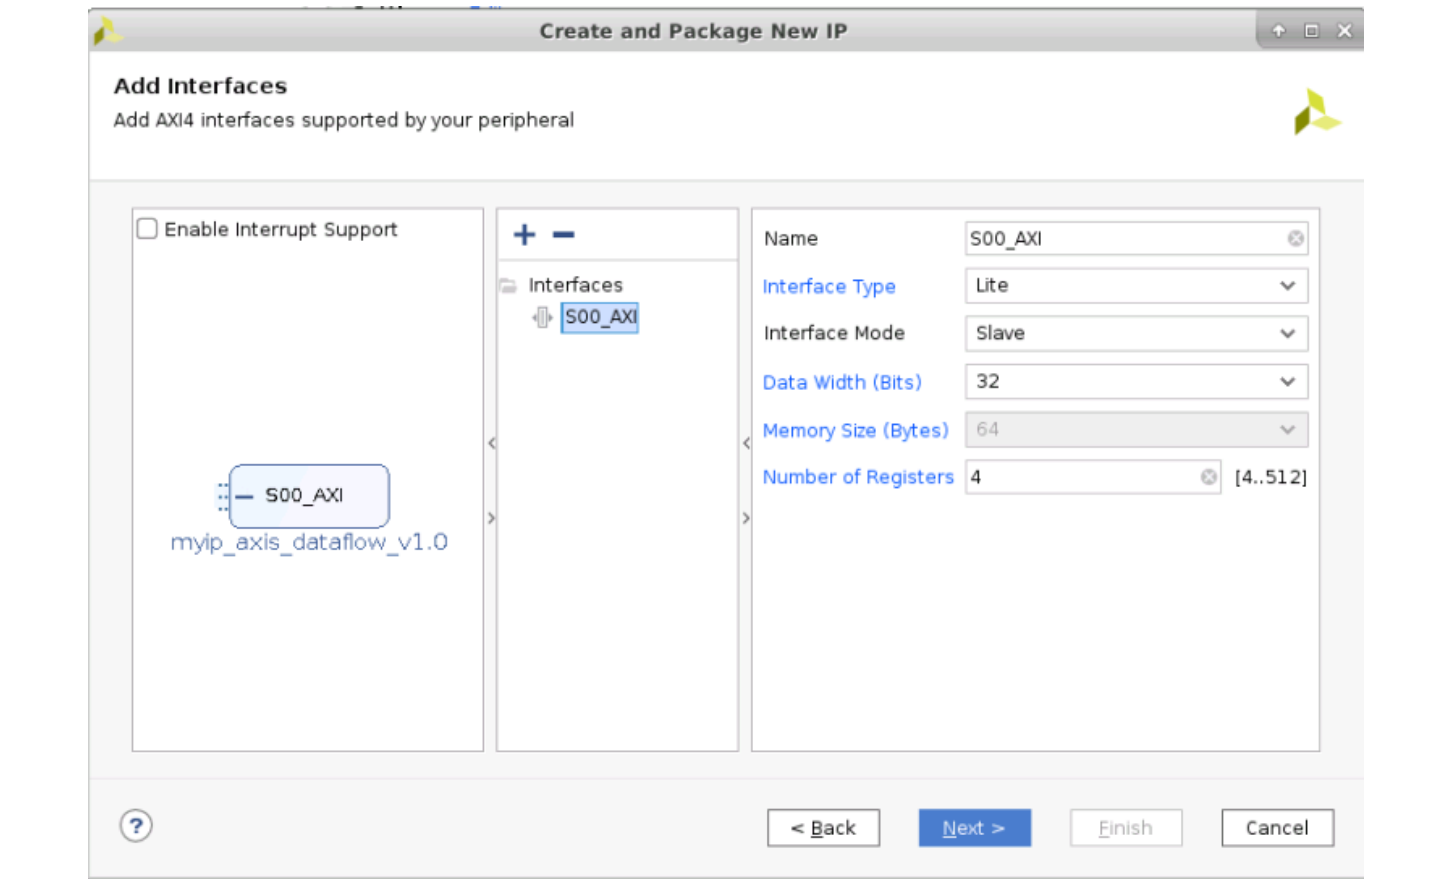 Create and Package New IP
Add Interfaces
Add AXI4 interfaces supported by your peripheral
Enable Interrupt Support
S00_AXI
myip_axis_dataflow_v1.0
Interfaces
S00_AXI
Name S00_AXI
Interface Type Lite
Interface Mode Slave
Data Width (Bits) 32
Memory Size (Bytes) 64
Number of Registers 4 [4..512]
? < Back Next > Finish Cancel